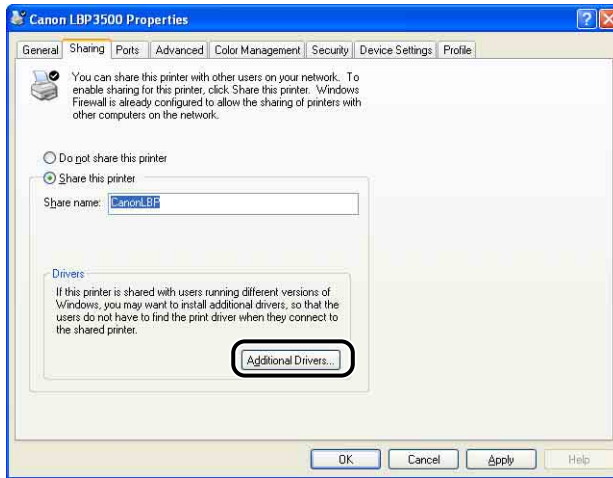 Canon LBP3500 Properties
General Sharing Ports Advanced Color Management Security Device Settings Profile
You can share this printer with other users on your network. To
enable sharing for this printer, click Share this printer. Windows
Firewall is already configured to allow the sharing of printers with
other computers on the network.
Do not share this printer
Share this printer
Share name: CanonLBP
Drivers
If this printer is shared with users running different versions of
Windows, you may want to install additional drivers, so that the
users do not have to find the print driver when they connect to
the shared printer.
Additional Drivers...
OK Cancel Apply Help